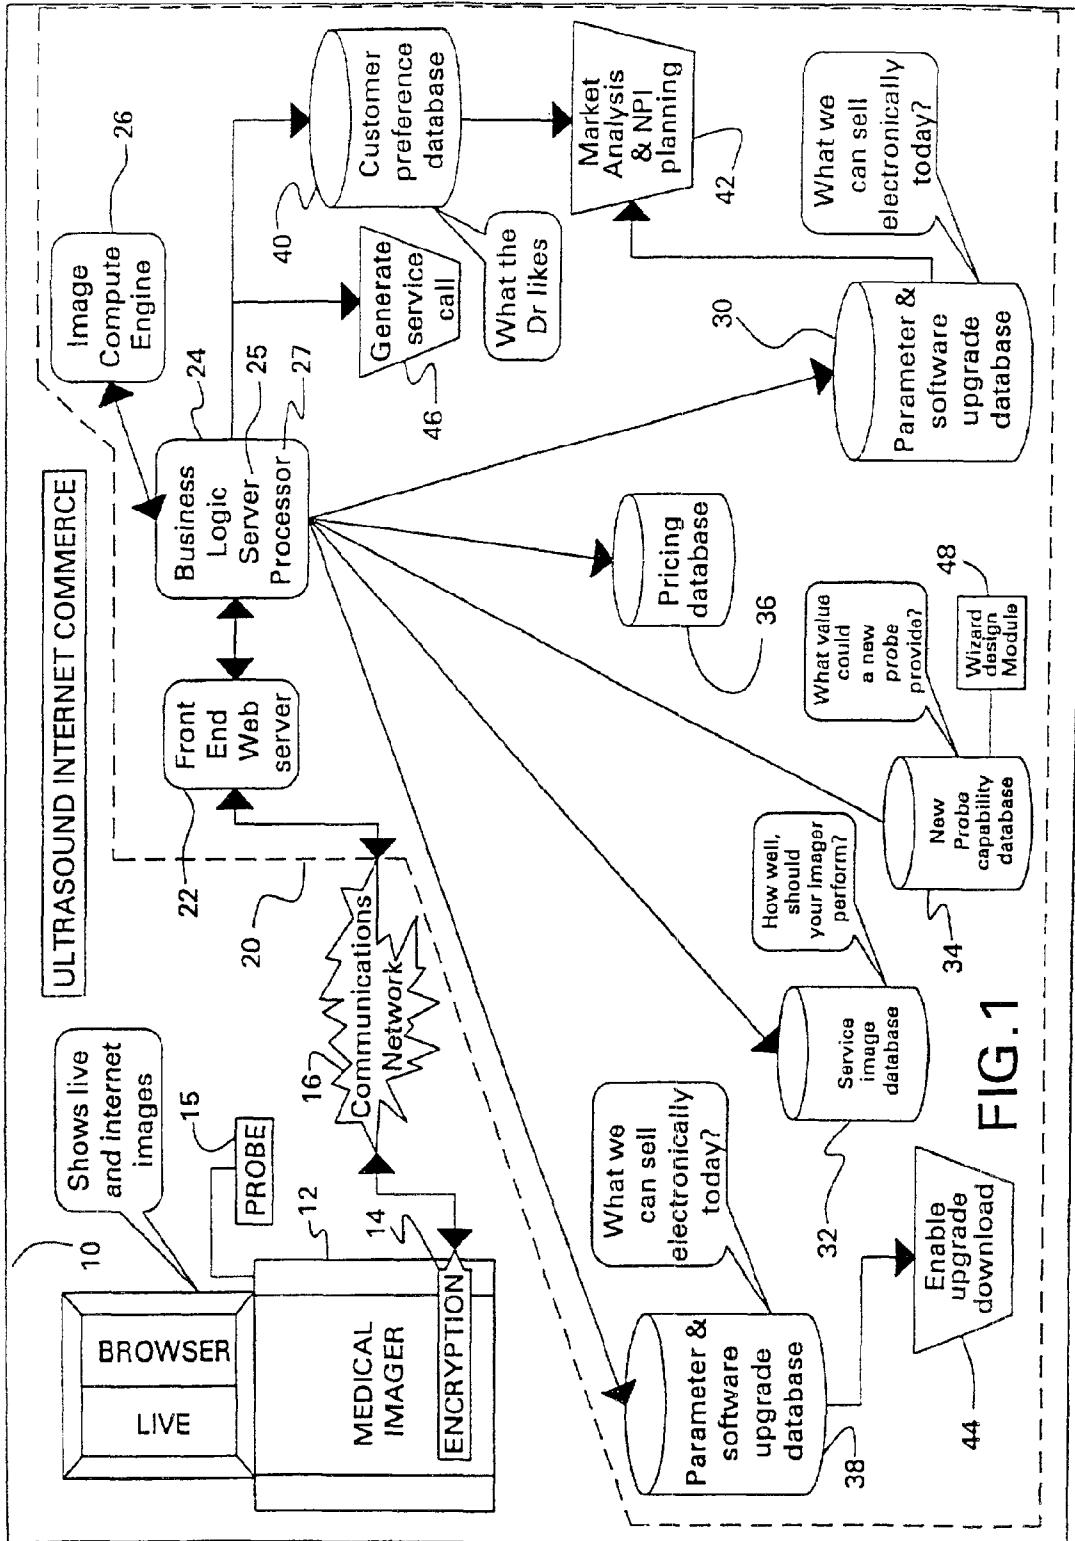 ULTRASOUND INTERNET COMMERCE
10
Shows live
and internet
images
BROWSER
LIVE
PROBE
15
12
MEDICAL
IMAGER
14
ENCRYPTION
16
Communications
Network
20
22
Front
End
Web
server
24
Business
Logic
Server
25
Processor
27
Image
Compute
Engine
26
40
Customer
preference
database
What the
Dr likes
Generate
service
call
46
Market
Analysis
& NPI
planning
42
What we
can sell
electronically
today?
30
Parameter &
software
upgrade
database
Pricing
database
36
What value
could
a new
probe
provida?
48
Wizard
design
Module
New
Probe
capability
database
34
How well,
should
your imager
perform?
Service
image
database
32
What we
can sell
electronically
today?
Parameter &
software
upgrade
database
38
Enable
upgrade
download
44
FIG.1